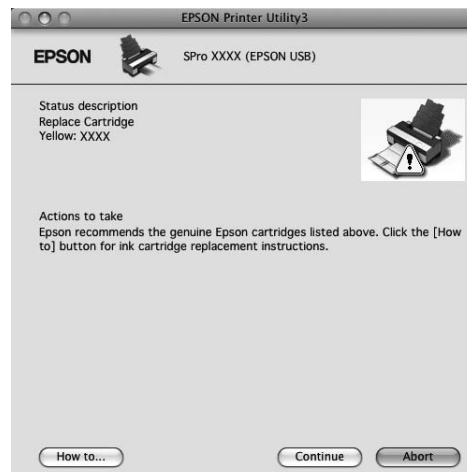 EPSON Printer Utility3
EPSON
SPro XXXX (EPSON USB)
Status description
Replace Cartridge
Yellow: XXXX
Actions to take
Epson recommends the genuine Epson cartridges listed above. Click the [How
to] button for ink cartridge replacement instructions.
How to...
Continue
Abort